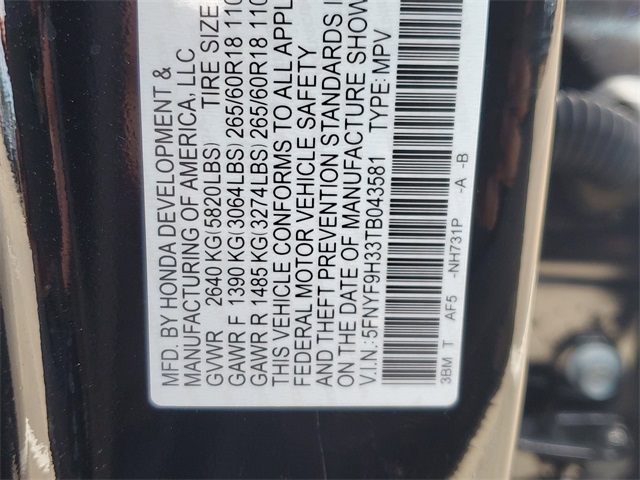 MFD. BY HONDA DEVELOPMENT &
MANUFACTURING OF AMERICA, LLC
GVWR 2640 KG(5820LBS) TIRE SIZE
GAWR F 1390 KG(3064LBS) 265/60R18 110
GAWR R 1485 KG(3274LBS) 265/60R18 110
THIS VEHICLE CONFORMS TO ALL APPL
FEDERAL MOTOR VEHICLE SAFETY
AND THEFT PREVENTION STANDARDS I
ON THE DATE OF MANUFACTURE SHOW
V.I.N.:5FNYF9H33TB043581 TYPE:MPV
3BM T AF5 -NH731P -A -B